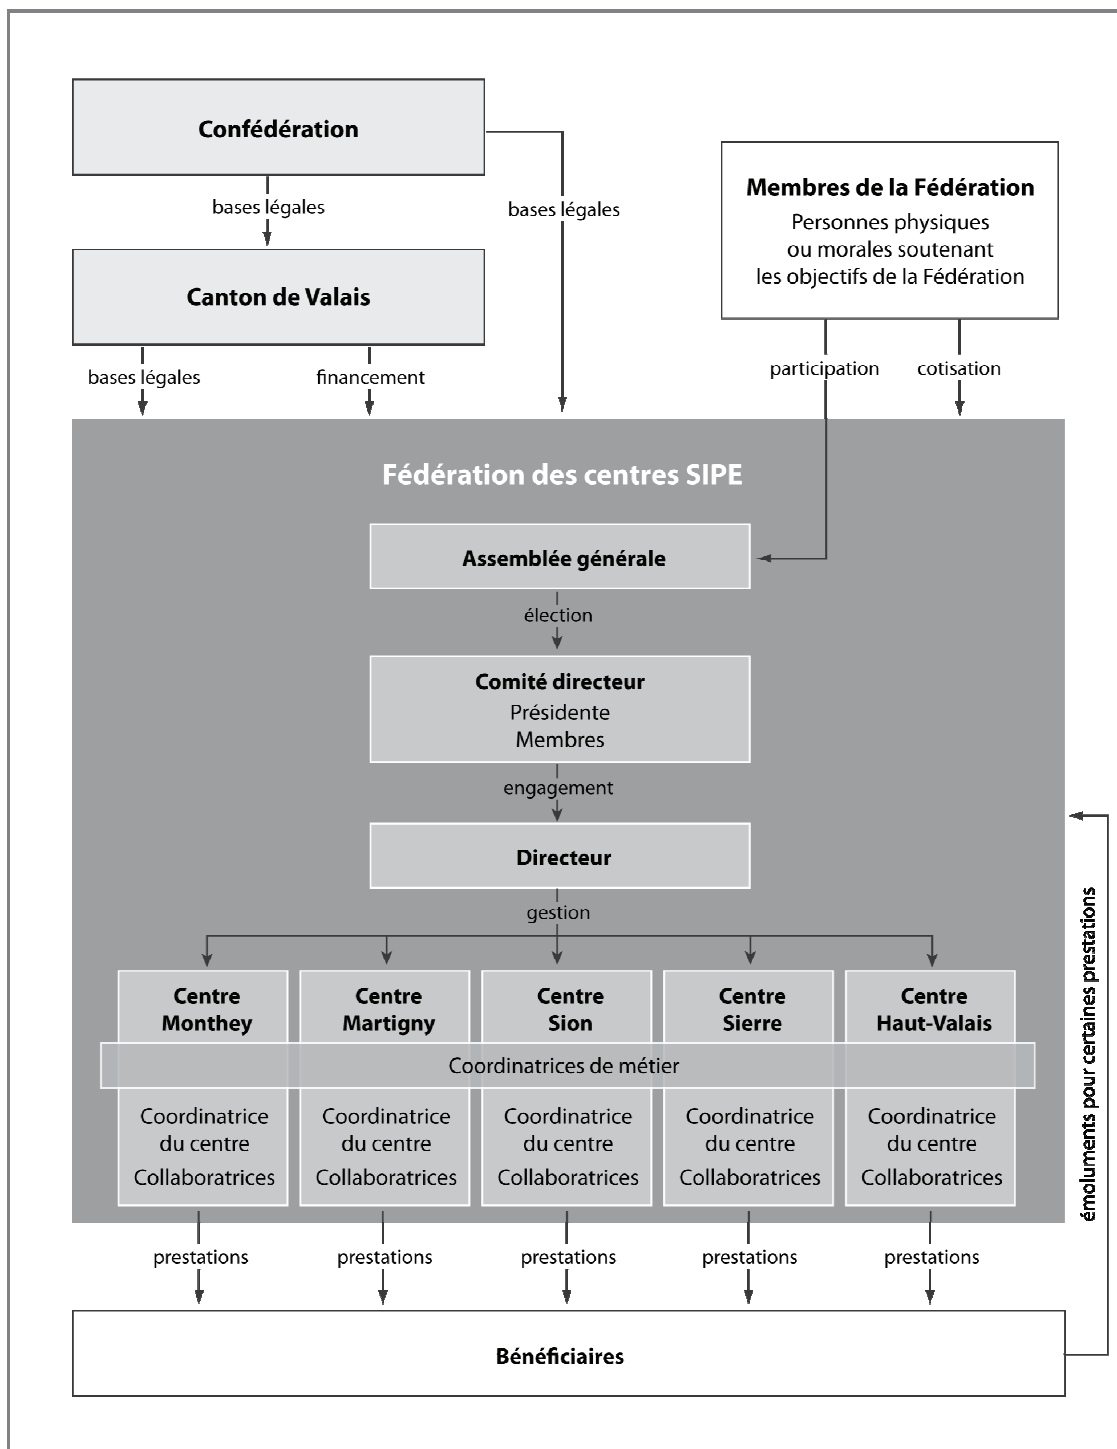 Confédération
bases légales
bases légales
Membres de la Fédération
Personnes physiques
ou morales soutenant
les objectifs de la Fédération
Canton de Valais
bases légales
financement
participation
cotisation
Fédération des centres SIPE
Assemblée générale
élection
Comité directeur
Présidente
Membres
engagement
Directeur
gestion
Centre
Monthey
Centre
Martigny
Centre
Sion
Centre
Sierre
Centre
Haut-Valais
Coordinatrices de métier
Coordinatrice
du centre
Collaboratrices
Coordinatrice
du centre
Collaboratrices
Coordinatrice
du centre
Collaboratrices
Coordinatrice
du centre
Collaboratrices
Coordinatrice
du centre
Collaboratrices
émoluments pour certaines prestations
prestations
prestations
prestations
prestations
prestations
Bénéficiaires